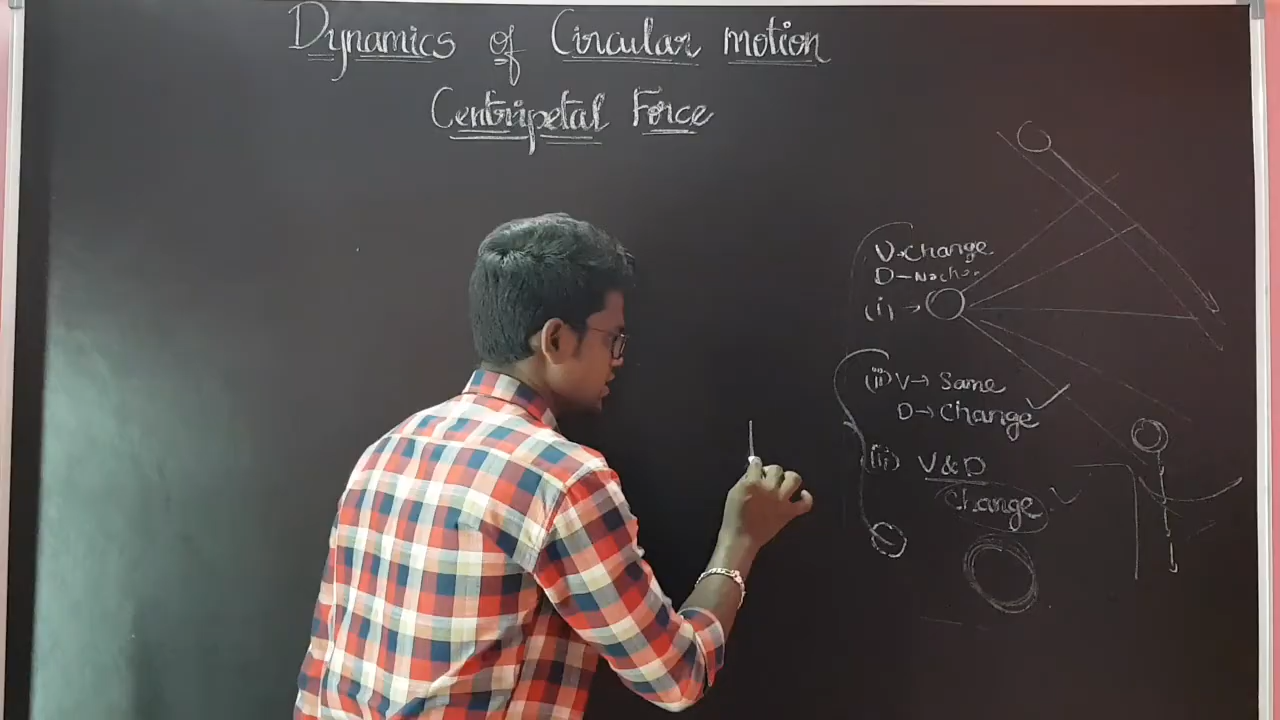 Dynamics of Circular motion
Centripetal Force
V→Change
D–No chan
(i) →
(ii) V→ Same
D→ Change
(iii) V & D
Change